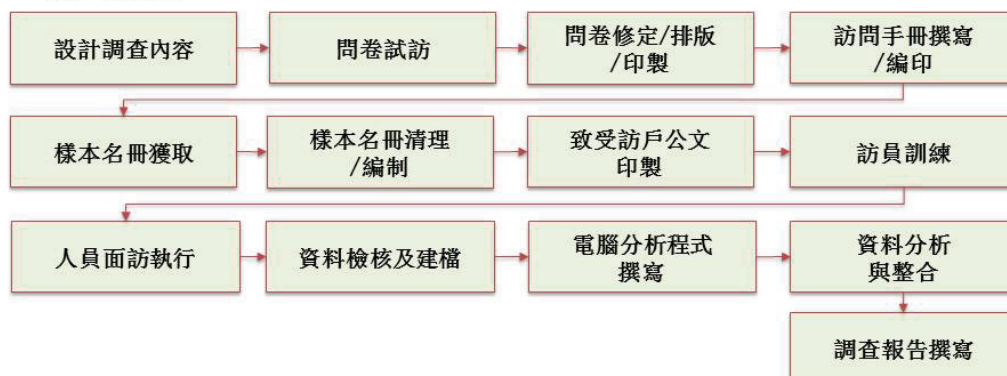 設計調查內容
問卷試訪
問卷修定/排版
/印製
訪問手冊撰寫
/編印
樣本名冊獲取
樣本名冊清理
/編制
致受訪戶公文
印製
訪員訓練
人員面訪執行
資料檢核及建檔
電腦分析程式
撰寫
資料分析
與整合
調查報告撰寫